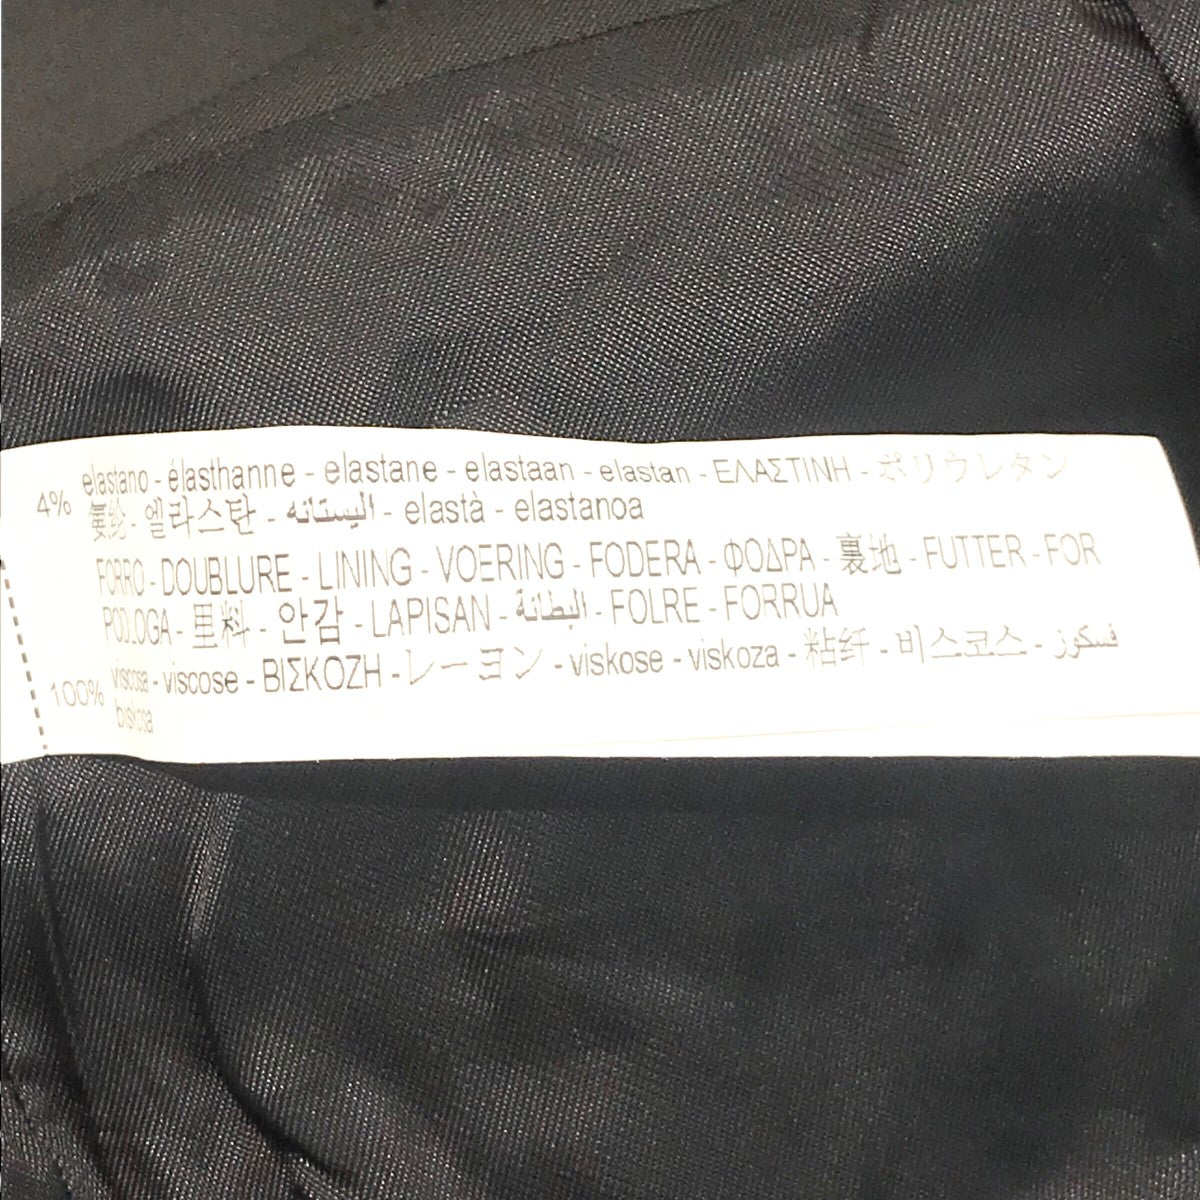 4% elastano - élasthanne - elastane - elastaan - elastan - ΕΛΑΣΤΙΝΗ - ポリウレタン
氨纶 - 엘라스탄 - اليستانه - elastà - elastanoa
FORRO - DOUBLURE - LINING - VOERING - FODERA - ΦΟΔΡΑ - 裏地 - FUTTER - FOR
PODLOGA - 里料 - 안감 - LAPISAN - البطانة - FOLRE - FORRUA
100% viscosa - viscose - ΒΙΣΚΟΖΗ - レーヨン - viskose - viskoza - 粘纤 - 비스코스 - فسكوز
biskosa